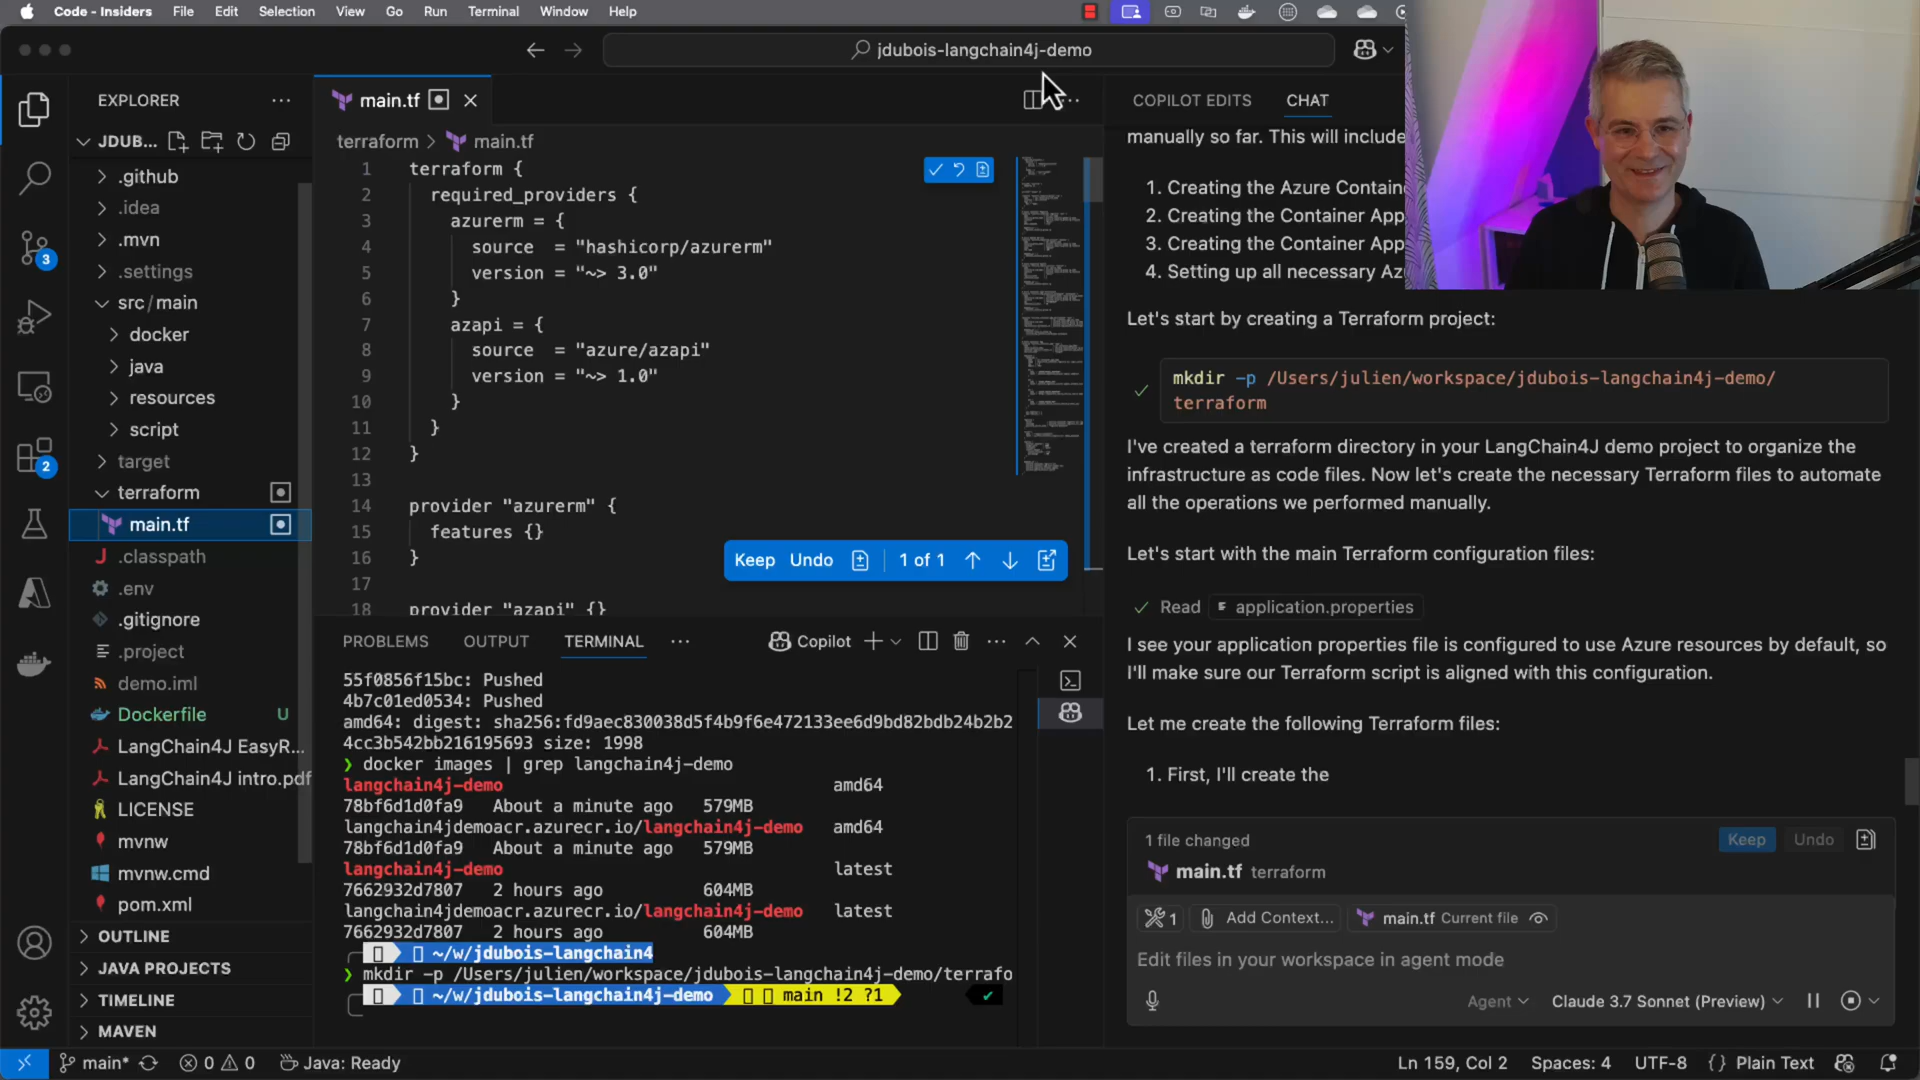 Code - Insiders File Edit Selection View Go Run Terminal Window Help
jdubois-langchain4j-demo
EXPLORER
JDUB...
.github
.idea
.mvn
.settings
src/main
docker
java
resources
script
target
terraform
main.tf
.classpath
.env
.gitignore
.project
demo.iml
Dockerfile U
LangChain4J EasyR...
LangChain4J intro.pdf
LICENSE
mvnw
mvnw.cmd
pom.xml
OUTLINE
JAVA PROJECTS
TIMELINE
MAVEN
3
2
main.tf
terraform > main.tf
1 terraform {
2 required_providers {
3 azurerm = {
4 source = "hashicorp/azurerm"
5 version = "~> 3.0"
6 }
7 azapi = {
8 source = "azure/azapi"
9 version = "~> 1.0"
10 }
11 }
12 }
13
14 provider "azurerm" {
15 features {}
16 }
17
18 provider "azapi" {}
Keep Undo 1 of 1
PROBLEMS OUTPUT TERMINAL ... Copilot
55f0856f15bc: Pushed
4b7c01ed0534: Pushed
amd64: digest: sha256:fd9aec830038d5f4b9f6e472133ee6d9bd82bdb24b2b2
4cc3b542bb216195693 size: 1998
❯ docker images | grep langchain4j-demo
langchain4j-demo amd64
78bf6d1d0fa9 About a minute ago 579MB
langchain4jdemoacr.azurecr.io/langchain4j-demo amd64
78bf6d1d0fa9 About a minute ago 579MB
langchain4j-demo latest
7662932d7807 2 hours ago 604MB
langchain4jdemoacr.azurecr.io/langchain4j-demo latest
7662932d7807 2 hours ago 604MB
~/w/jdubois-langchain4
❯ mkdir -p /Users/julien/workspace/jdubois-langchain4j-demo/terrafo
~/w/jdubois-langchain4j-demo main !2 ?1 ✔
COPILOT EDITS CHAT
manually so far. This will include
1. Creating the Azure Contain
2. Creating the Container App
3. Creating the Container App
4. Setting up all necessary Az
Let's start by creating a Terraform project:
mkdir -p /Users/julien/workspace/jdubois-langchain4j-demo/
terraform
I've created a terraform directory in your LangChain4J demo project to organize the
infrastructure as code files. Now let's create the necessary Terraform files to automate
all the operations we performed manually.
Let's start with the main Terraform configuration files:
Read application.properties
I see your application properties file is configured to use Azure resources by default, so
I'll make sure our Terraform script is aligned with this configuration.
Let me create the following Terraform files:
1. First, I'll create the
1 file changed Keep Undo
main.tf terraform
1 Add Context... main.tf Current file
Edit files in your workspace in agent mode
Agent Claude 3.7 Sonnet (Preview)
main* 0 0 Java: Ready Ln 159, Col 2 Spaces: 4 UTF-8 {} Plain Text